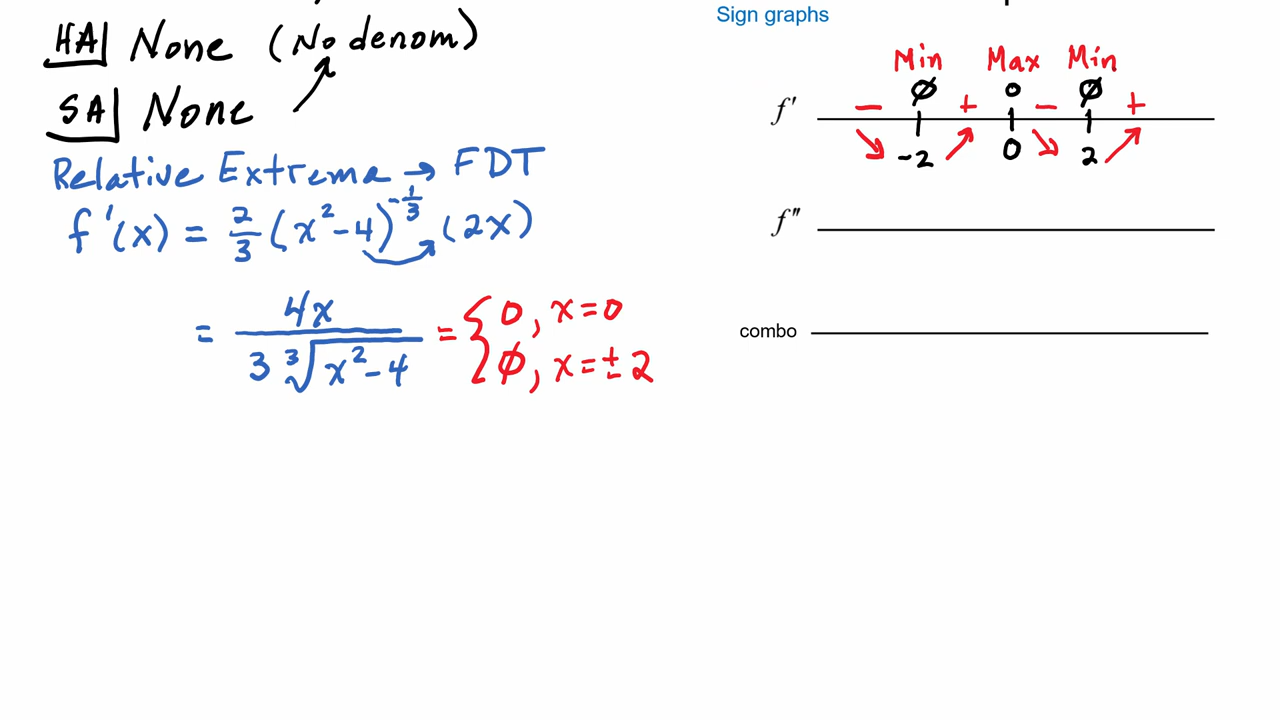 HA| None (No denom)
SA| None
Relative Extrema → FDT
f'(x) = 2/3 (x² - 4)^(-1/3) (2x)
= 4x / (3 ∛(x² - 4)) = { 0, x = 0
∅, x = ± 2
Sign graphs
Min Max Min
∅ 0 ∅
f' − + − +
-2 0 2
f"
combo